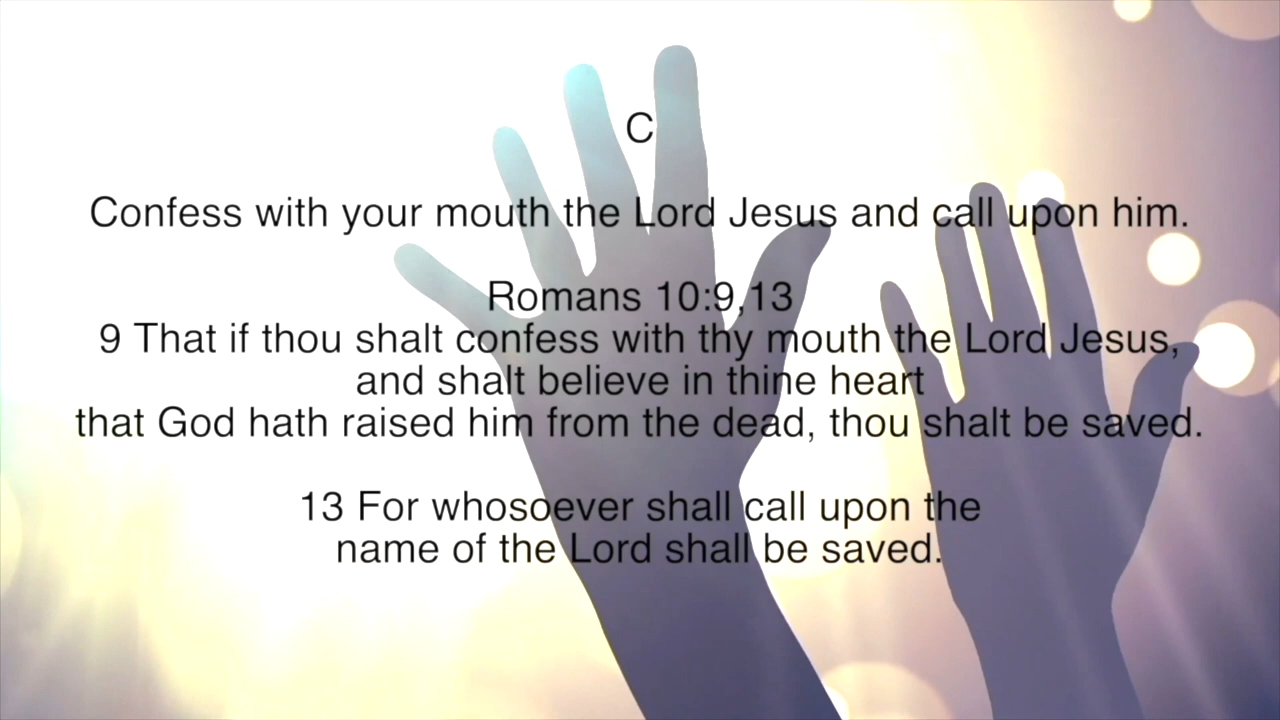 C
Confess with your mouth the Lord Jesus and call upon him.
Romans 10:9,13
9 That if thou shalt confess with thy mouth the Lord Jesus,
and shalt believe in thine heart
that God hath raised him from the dead, thou shalt be saved.
13 For whosoever shall call upon the
name of the Lord shall be saved.